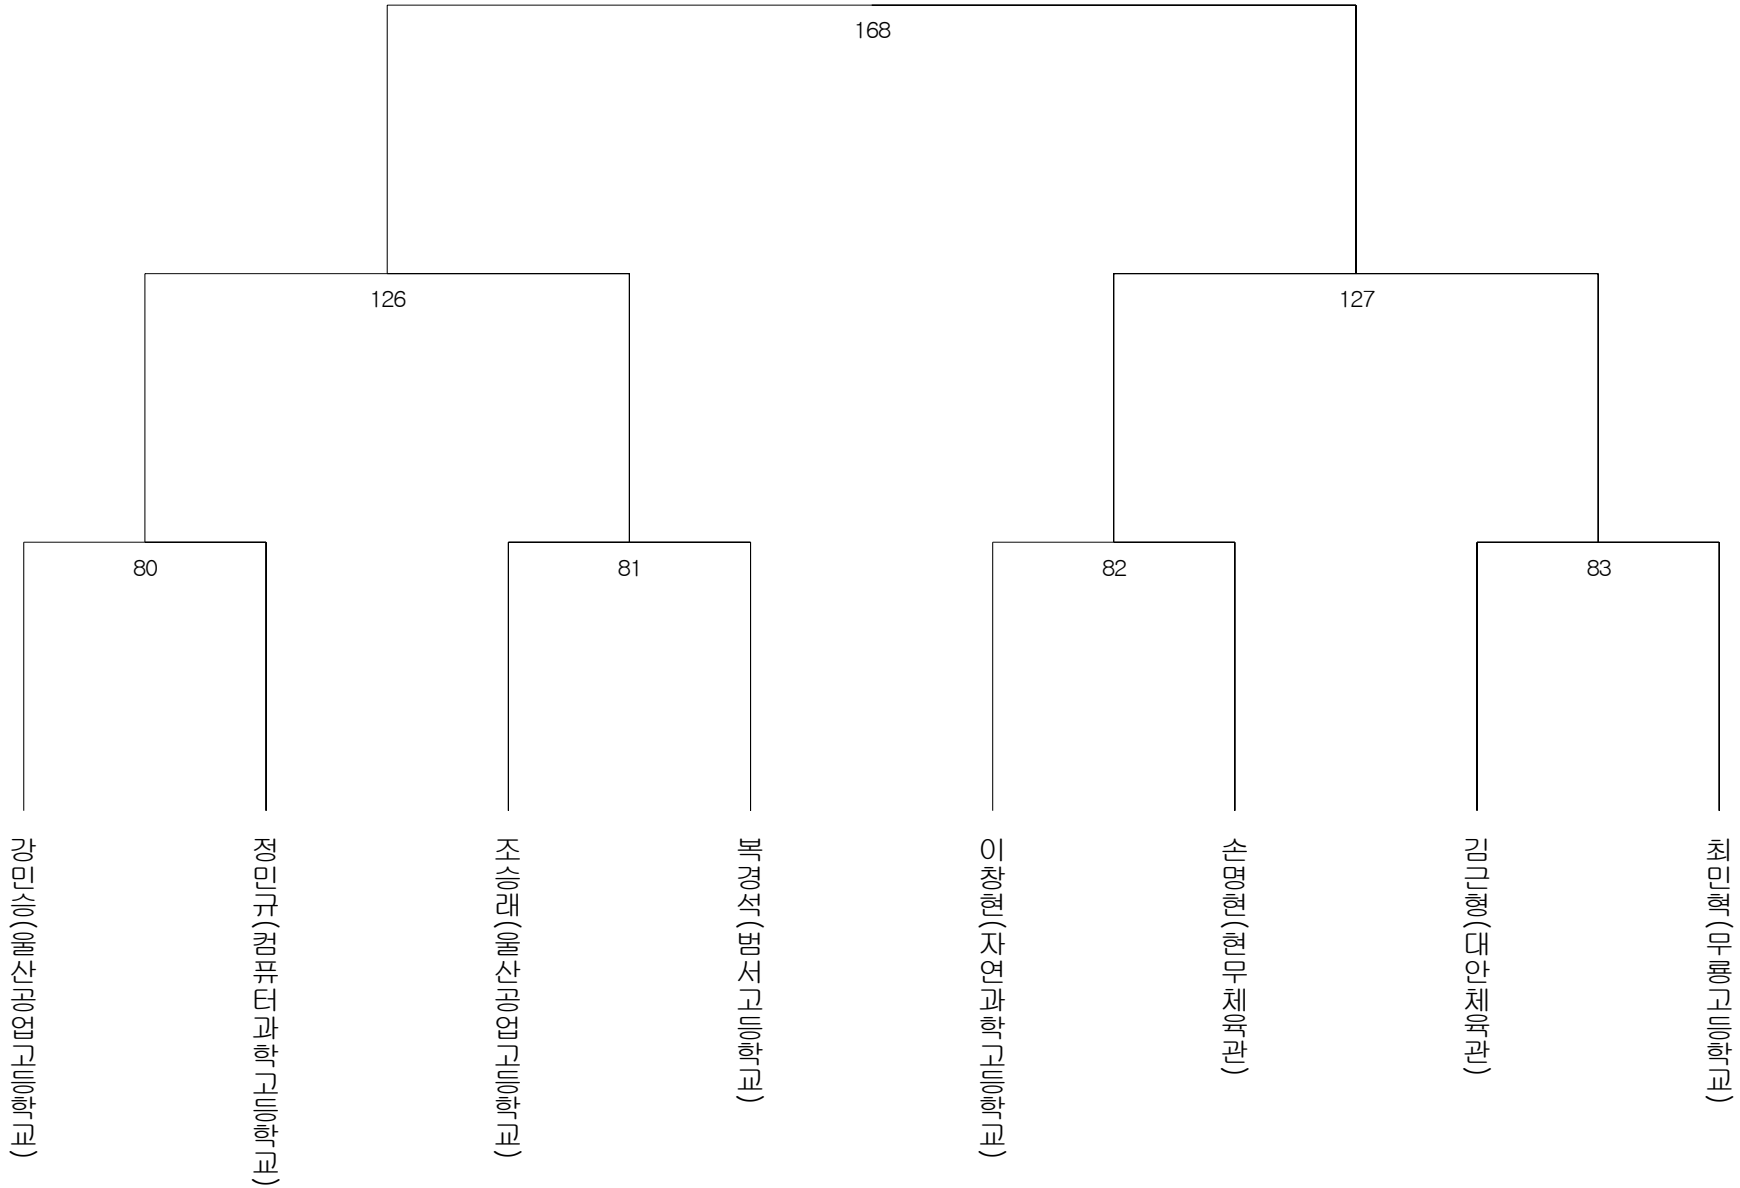 168
126
127
80
81
82
83
강민승(울산공업고등학교)
정민규(컴퓨터과학고등학교)
조승래(울산공업고등학교)
복경석(범서고등학교)
이창현(자연과학고등학교)
손명현(현무체육관)
김근형(대안체육관)
최민혁(무룡고등학교)